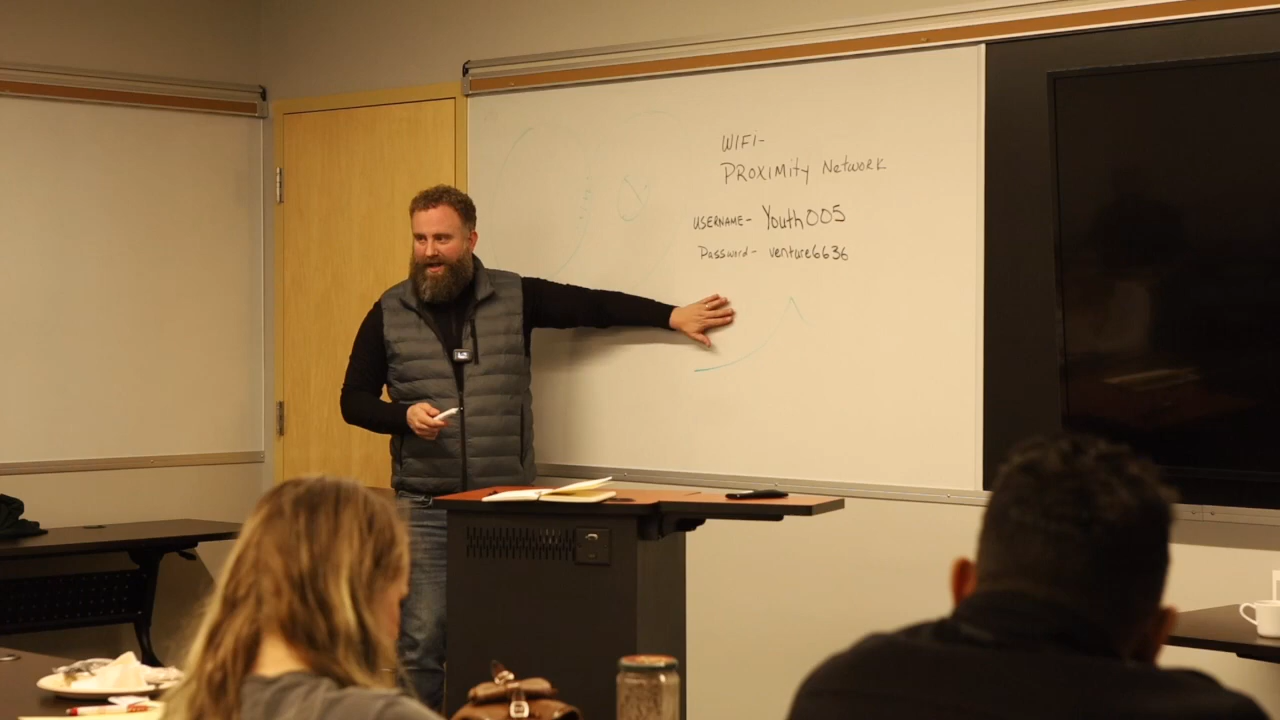 WIFI-
PROXIMITY NETWORK
USERNAME- Youth005
Password- venture6636